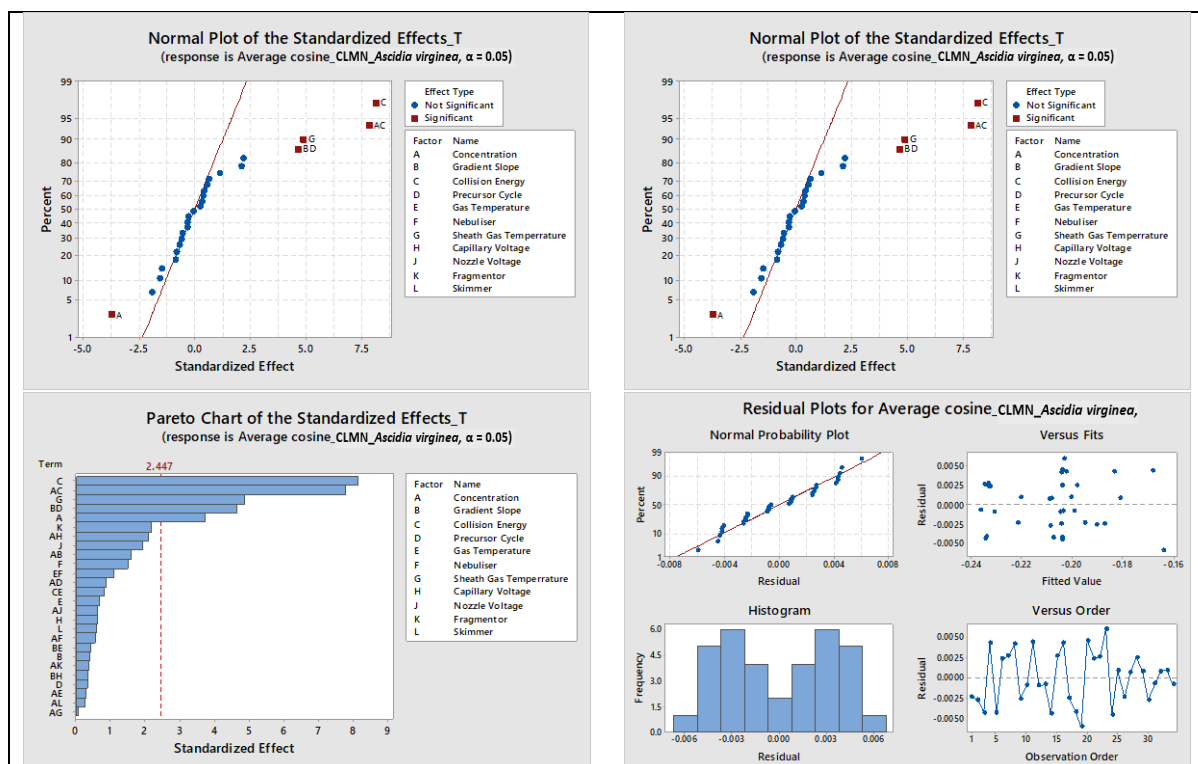 Normal Plot of the Standardized Effects_T
(response is Average cosine_CLMN_Ascidia virginea, α = 0.05)
99
95
90
80
70
60
50
40
30
20
10
5
1
Percent
C
AC
G
BD
A
-5.0 -2.5 0.0 2.5 5.0 7.5
Standardized Effect
Effect Type
Not Significant
Significant
Factor Name
A Concentration
B Gradient Slope
C Collision Energy
D Precursor Cycle
E Gas Temperature
F Nebuliser
G Sheath Gas Temperrature
H Capillary Voltage
J Nozzle Voltage
K Fragmentor
L Skimmer
Normal Plot of the Standardized Effects_T
(response is Average cosine_CLMN_Ascidia virginea, α = 0.05)
99
95
90
80
70
60
50
40
30
20
10
5
1
Percent
C
AC
G
BD
A
-5.0 -2.5 0.0 2.5 5.0 7.5
Standardized Effect
Effect Type
Not Significant
Significant
Factor Name
A Concentration
B Gradient Slope
C Collision Energy
D Precursor Cycle
E Gas Temperature
F Nebuliser
G Sheath Gas Temperrature
H Capillary Voltage
J Nozzle Voltage
K Fragmentor
L Skimmer
Pareto Chart of the Standardized Effects_T
(response is Average cosine_CLMN_Ascidia virginea, α = 0.05)
Term
2.447
C
AC
G
BD
A
K
AH
J
AB
F
EF
AD
CE
E
AJ
H
L
AF
BE
B
AK
BH
D
AE
AL
AG
0 1 2 3 4 5 6 7 8 9
Standardized Effect
Factor Name
A Concentration
B Gradient Slope
C Collision Energy
D Precursor Cycle
E Gas Temperature
F Nebuliser
G Sheath Gas Temperrature
H Capillary Voltage
J Nozzle Voltage
K Fragmentor
L Skimmer
Residual Plots for Average cosine_CLMN_Ascidia virginea,
Normal Probability Plot
99
90
50
10
1
Percent
-0.008 -0.004 0.000 0.004 0.008
Residual
Versus Fits
0.0050
0.0025
0.0000
-0.0025
-0.0050
Residual
-0.24 -0.22 -0.20 -0.18 -0.16
Fitted Value
Histogram
6.0
4.5
3.0
1.5
0.0
Frequency
-0.006 -0.003 0.000 0.003 0.006
Residual
Versus Order
0.0050
0.0025
0.0000
-0.0025
-0.0050
Residual
1 5 10 15 20 25 30
Observation Order